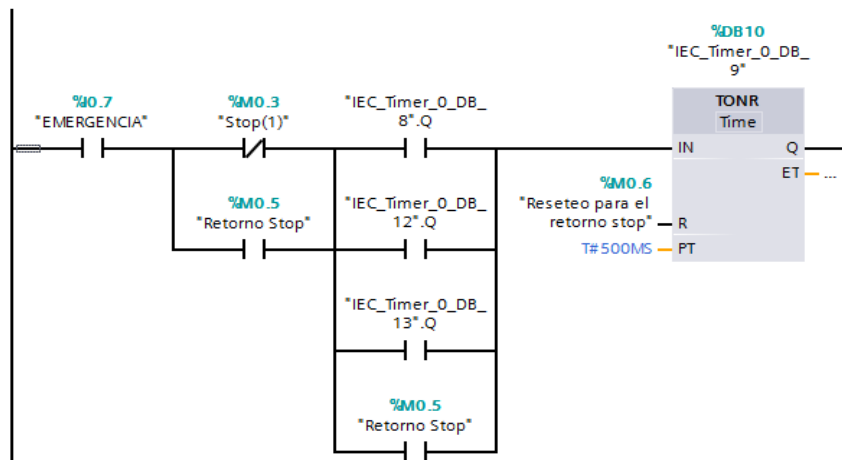 %DB10
"IEC_Timer_0_DB_
9"
%I0.7
"EMERGENCIA"
%M0.3
"Stop(1)"
"IEC_Timer_0_DB_
8".Q
TONR
Time
IN
Q
ET
...
%M0.6
"Reseteo para el
retorno stop"
R
T#500MS
PT
%M0.5
"Retorno Stop"
"IEC_Timer_0_DB_
12".Q
"IEC_Timer_0_DB_
13".Q
%M0.5
"Retorno Stop"